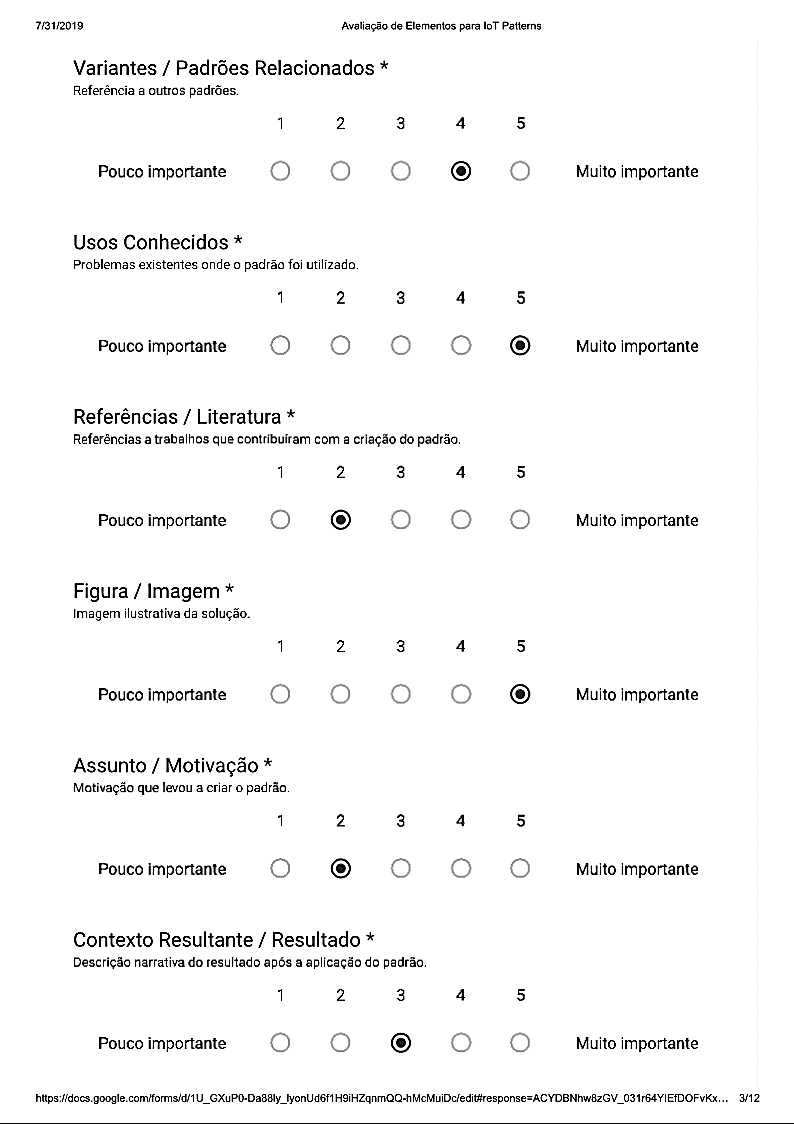 7/31/2019 Avaliação de Elementos para IoT Patterns
Variantes / Padrões Relacionados *
Referência a outros padrões.
1 2 3 4 5
Pouco importante Muito importante
Usos Conhecidos *
Problemas existentes onde o padrão foi utilizado.
1 2 3 4 5
Pouco importante Muito importante
Referências / Literatura *
Referências a trabalhos que contribuíram com a criação do padrão.
1 2 3 4 5
Pouco importante Muito importante
Figura / Imagem *
Imagem ilustrativa da solução.
1 2 3 4 5
Pouco importante Muito importante
Assunto / Motivação *
Motivação que levou a criar o padrão.
1 2 3 4 5
Pouco importante Muito importante
Contexto Resultante / Resultado *
Descrição narrativa do resultado após a aplicação do padrão.
1 2 3 4 5
Pouco importante Muito importante
https://docs.google.com/forms/d/1U_GXuP0-Da88ly_IyonUd6f1H9iHZqnmQQ-hMcMuiDc/edit#response=ACYDBNhw8zGV_031r64YlEfDOFvKx... 3/12